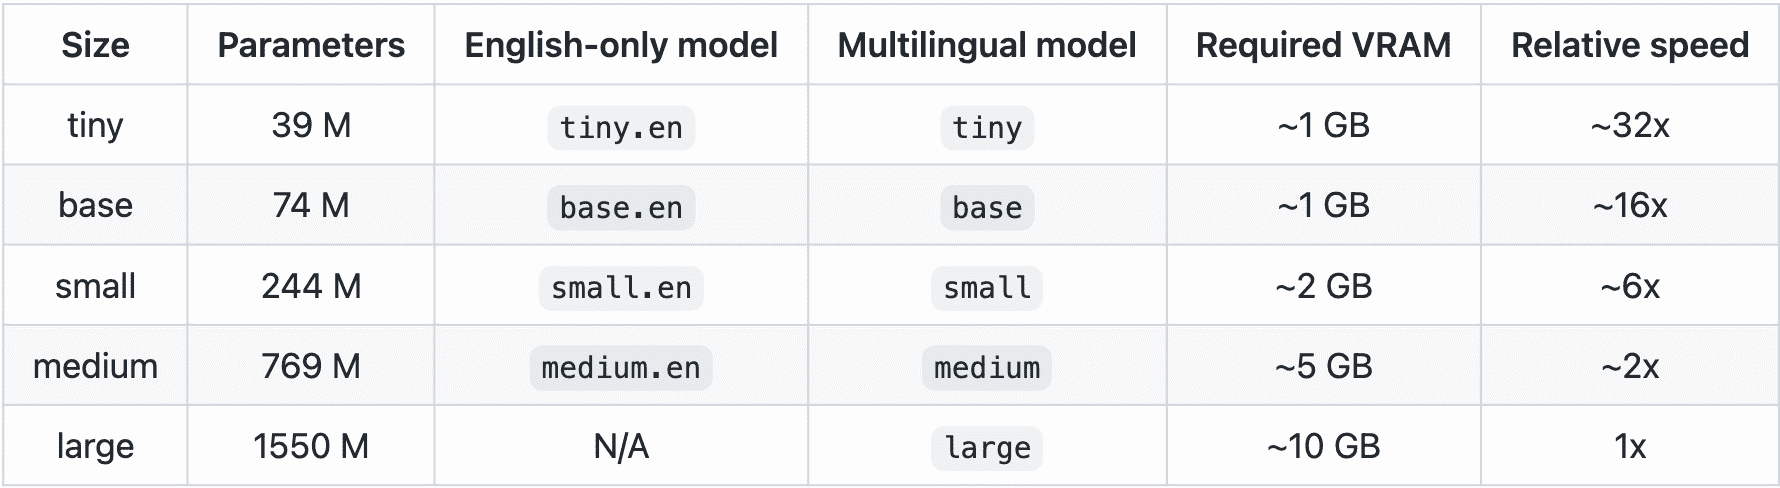 Size Parameters English-only model Multilingual model Required VRAM Relative speed
tiny 39 M tiny.en tiny ~1 GB ~32x
base 74 M base.en base ~1 GB ~16x
small 244 M small.en small ~2 GB ~6x
medium 769 M medium.en medium ~5 GB ~2x
large 1550 M N/A large ~10 GB 1x